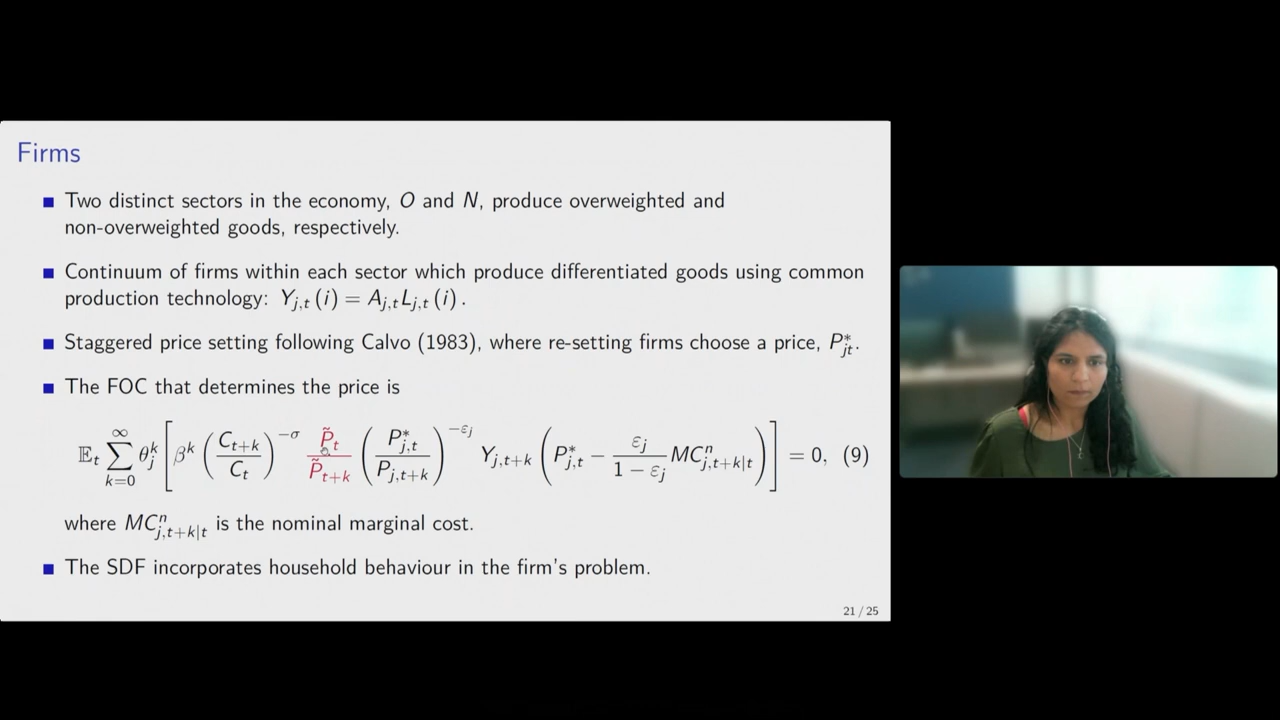 Firms
Two distinct sectors in the economy, O and N, produce overweighted and
non-overweighted goods, respectively.
Continuum of firms within each sector which produce differentiated goods using common
production technology: Y_{j,t}(i) = A_{j,t}L_{j,t}(i).
Staggered price setting following Calvo (1983), where re-setting firms choose a price, P*_{jt}.
The FOC that determines the price is
𝔼_t ∑_{k=0}^{∞} θ_j^k [ β^k (C_{t+k}/C_t)^{−σ} P̃_t/P̃_{t+k} (P*_{j,t}/P_{j,t+k})^{−ε_j} Y_{j,t+k} (P*_{j,t} − ε_j/(1 − ε_j) MC^n_{j,t+k|t}) ] = 0, (9)
where MC^n_{j,t+k|t} is the nominal marginal cost.
The SDF incorporates household behaviour in the firm's problem.
21 / 25